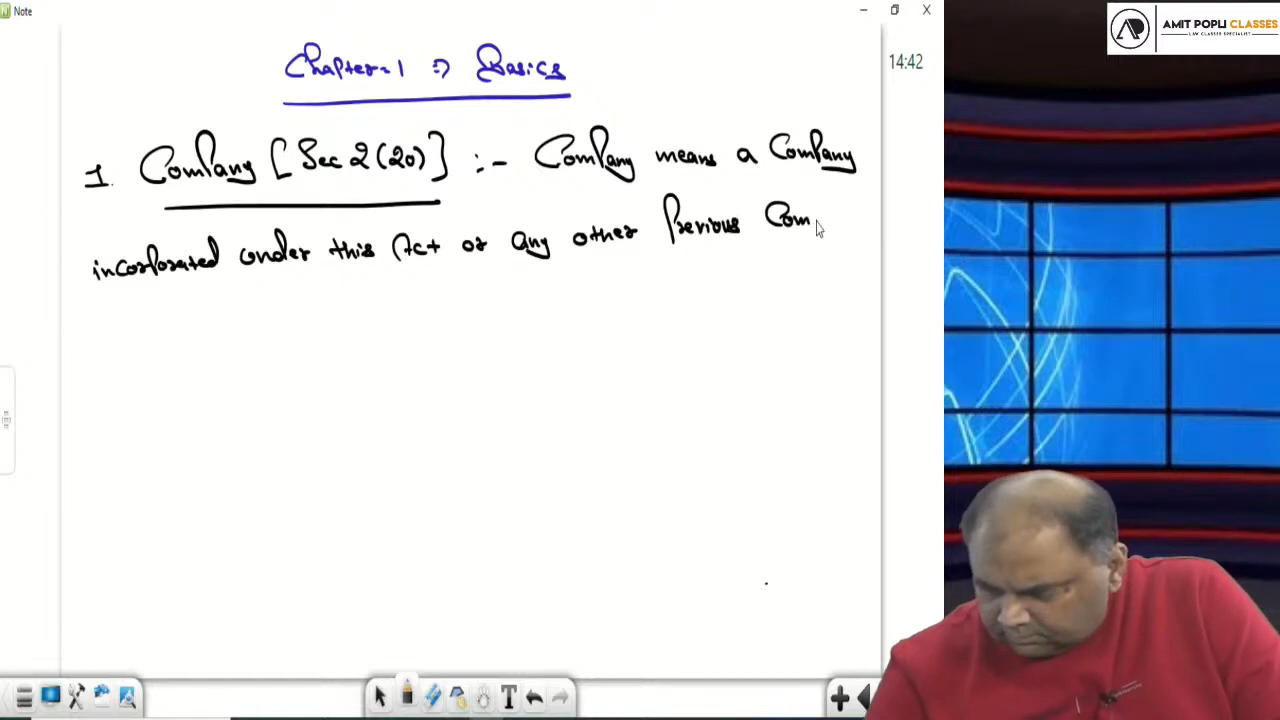 Note
AMIT POPLI CLASSES
LAW CLASSES SPECIALIST
14:42
Chapter-1 :) Basics
1. Company [Sec 2(20)] :- Company means a Company
incorporated under this Act or any other Previous Com
T